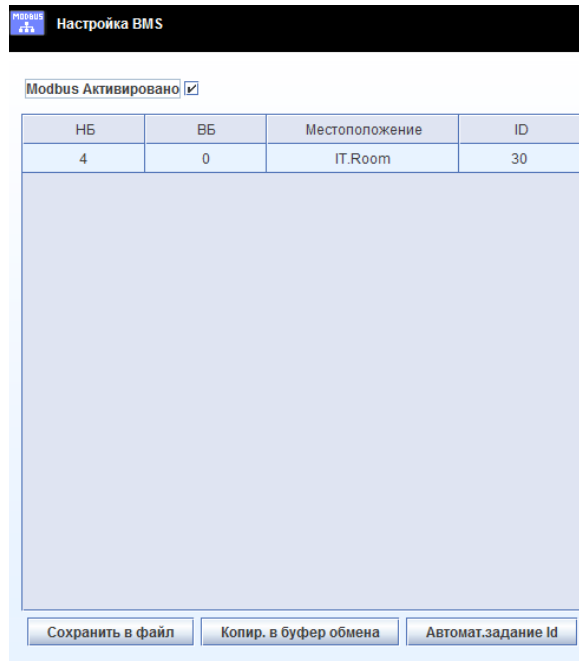 MODBUS
Настройка BMS
Modbus Активировано
НБ ВБ Местоположение ID
4 0 IT.Room 30
Сохранить в файл Копир. в буфер обмена Автомат.задание Id